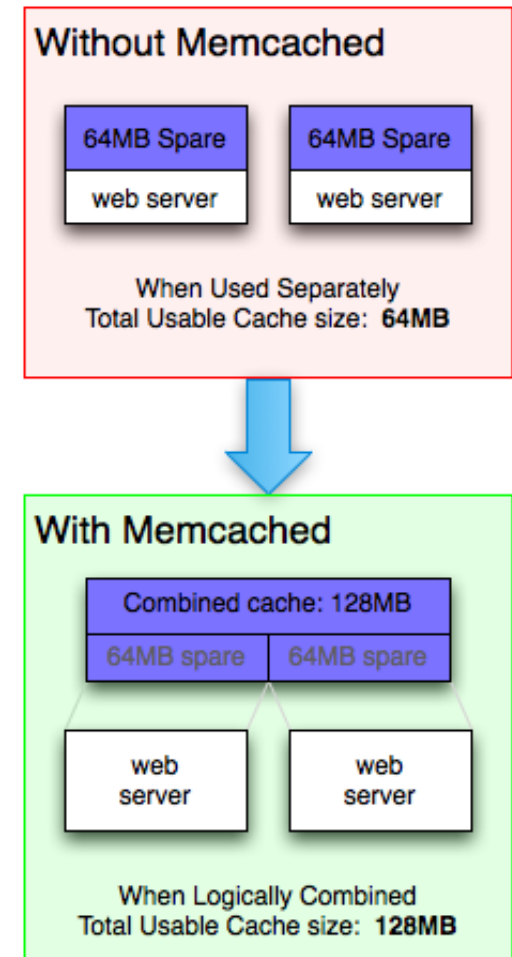 Without Memcached
64MB Spare
64MB Spare
web server
web server
When Used Separately
Total Usable Cache size: 64MB
With Memcached
Combined cache: 128MB
64MB spare
64MB spare
web
server
web
server
When Logically Combined
Total Usable Cache size: 128MB